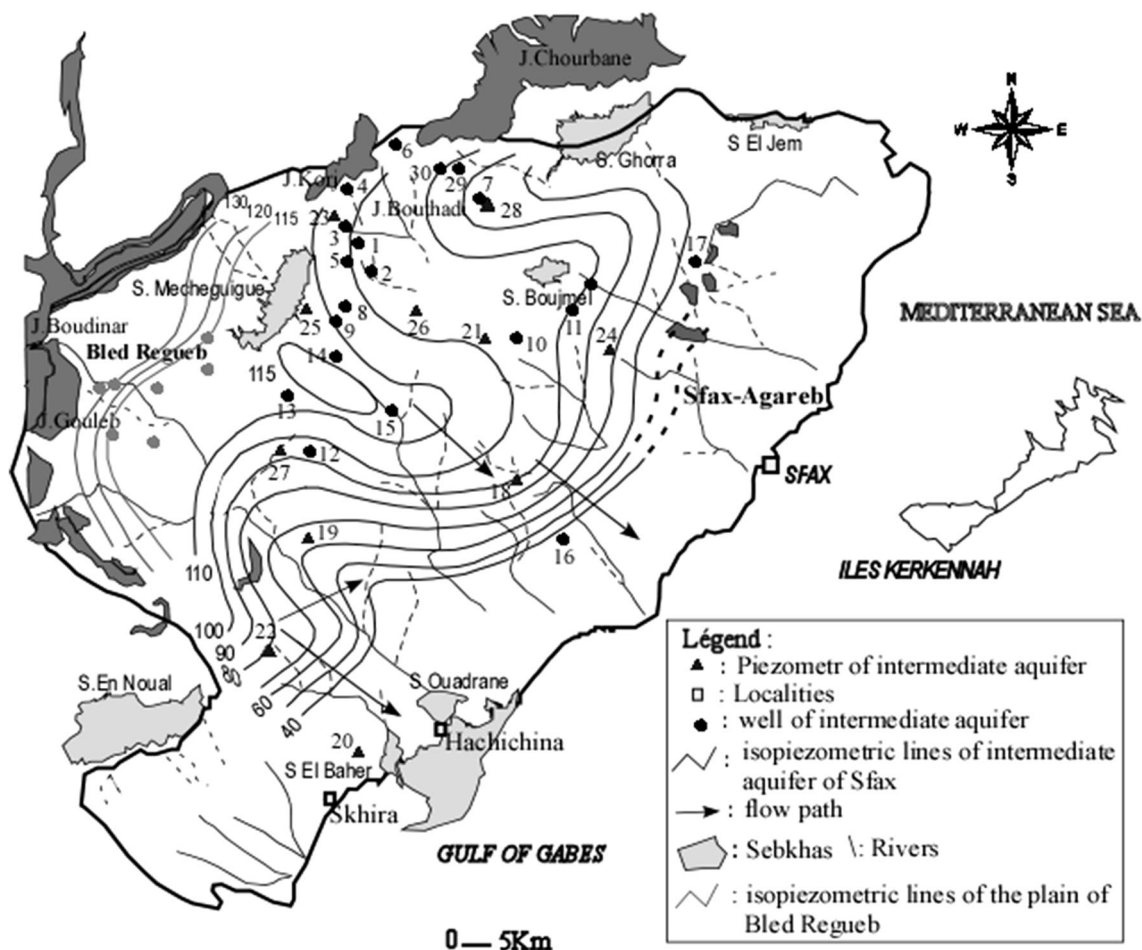 J.Chourbane
N
W
E
S
S El Jem
S. Ghorra
6
30
29
7
J.Korj
4
J.Bouthadi
28
130
120
115
23
3
1
17
5
2
S. Mecheguigue
S. Boujmel
MEDITERRANEAN SEA
8
25
9
26
11
J.Boudinar
21
10
24
Bled Regueb
14
115
Sfax-Agareb
13
J.Gouleb
15
12
27
SFAX
18
19
16
110
ILES KERKENNAH
100
22
90
80
S.En Noual
S.Ouadrane
60
40
Hachichina
20
S El Baher
Skhira
GULF OF GABES
0 5Km
Légend :
: Piezometr of intermediate aquifer
: Localities
: well of intermediate aquifer
: isopiezometric lines of intermediate
aquifer of Sfax
: flow path
: Sebkhas \: Rivers
: isopiezometric lines of the plain of
Bled Regueb